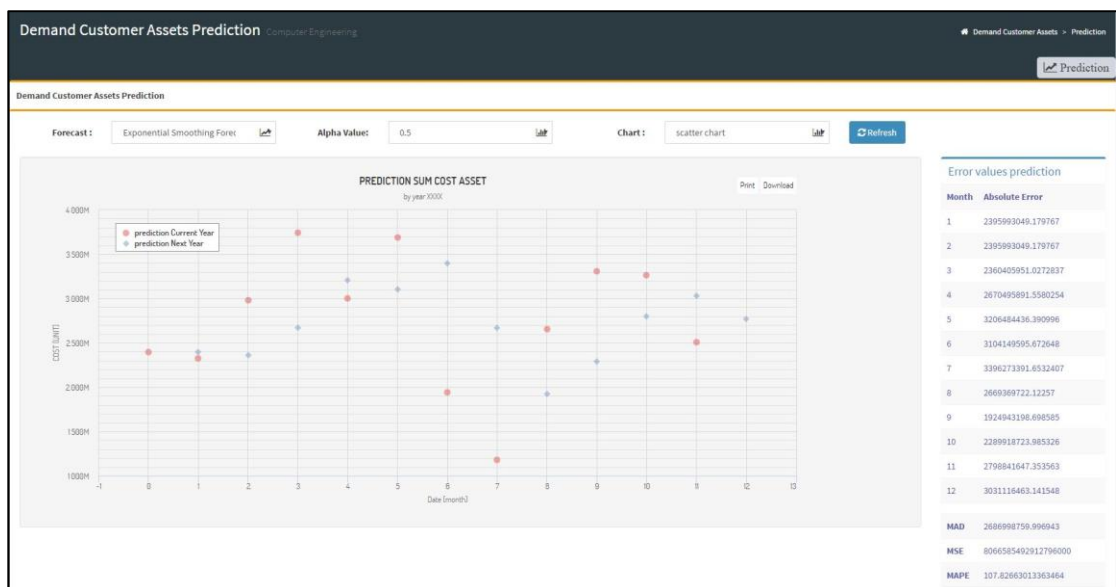 Demand Customer Assets Prediction Computer Engineering
Demand Customer Assets > Prediction
Prediction
Demand Customer Assets Prediction
Forecast : Exponential Smoothing Forec Alpha Value: 0.5 Chart : scatter chart Refresh
PREDICTION SUM COST ASSET
by year XXXX
Print Download
prediction Current Year
prediction Next Year
COST [UNIT]
4 000M
3 500M
3 000M
2 500M
2 000M
1 500M
1 000M
-1 0 1 2 3 4 5 6 7 8 9 10 11 12 13
Date [month]
Error values prediction
Month Absolute Error
1 2395993049.179767
2 2395993049.179767
3 2360405951.0272837
4 2670495891.5580254
5 3206484436.390996
6 3104149595.672648
7 3396273391.6532407
8 2669369722.12257
9 1924943198.698585
10 2289918723.985326
11 2798841647.353563
12 3031116463.141548
MAD 2686998759.996943
MSE 8066585492912796000
MAPE 107.82663013363464